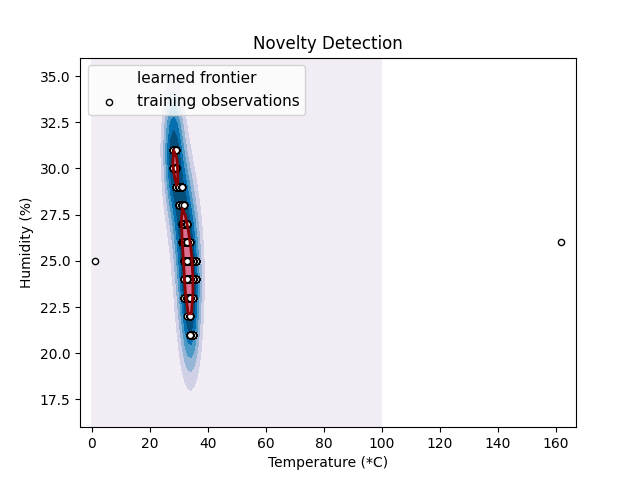 Novelty Detection
learned frontier
training observations
35.0
32.5
30.0
27.5
25.0
22.5
20.0
17.5
Humidity (%)
0 20 40 60 80 100 120 140 160
Temperature (*C)